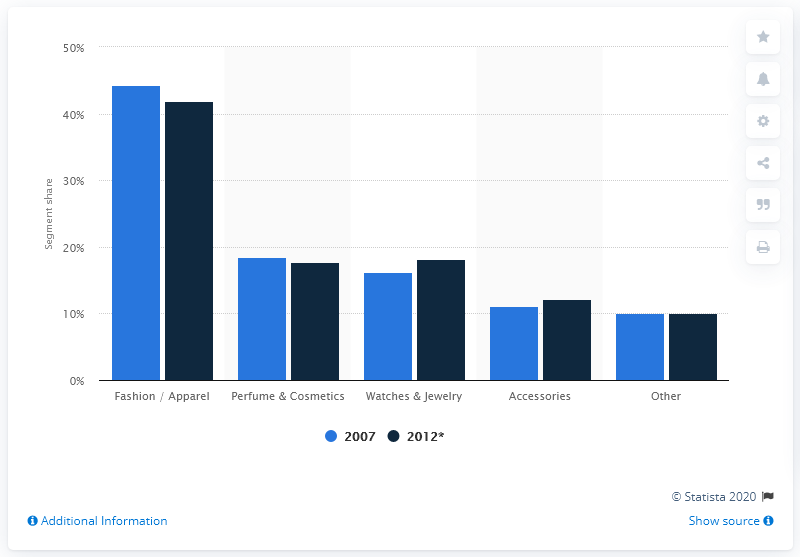 50%
40%
30%
20%
10%
0%
Segment share
Fashion / Apparel
Perfume & Cosmetics
Watches & Jewelry
Accessories
Other
2007
2012*
© Statista 2020
Additional Information
Show source